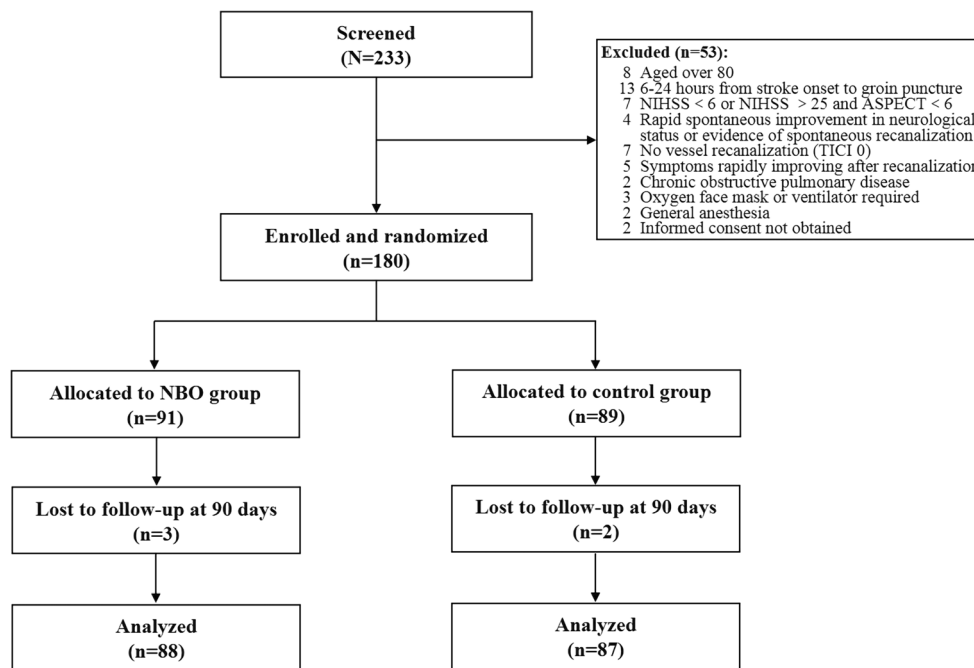 Screened
(N=233)
Excluded (n=53):
8 Aged over 80
13 6-24 hours from stroke onset to groin puncture
7 NIHSS < 6 or NIHSS > 25 and ASPECT < 6
4 Rapid spontaneous improvement in neurological
status or evidence of spontaneous recanalization
7 No vessel recanalization (TICI 0)
5 Symptoms rapidly improving after recanalization
2 Chronic obstructive pulmonary disease
3 Oxygen face mask or ventilator required
2 General anesthesia
2 Informed consent not obtained
Enrolled and randomized
(n=180)
Allocated to NBO group
(n=91)
Allocated to control group
(n=89)
Lost to follow-up at 90 days
(n=3)
Lost to follow-up at 90 days
(n=2)
Analyzed
(n=88)
Analyzed
(n=87)